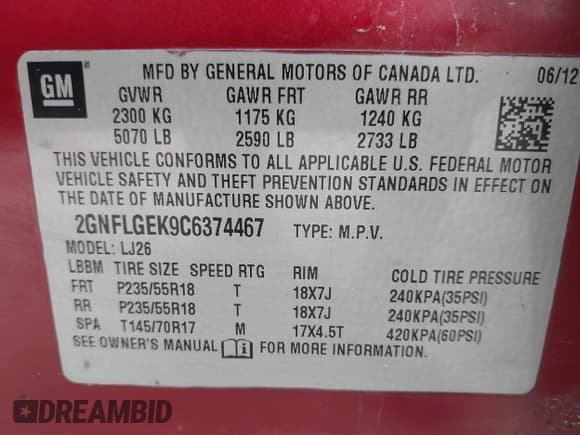 GM
®
MFD BY GENERAL MOTORS OF CANADA LTD. 06/12
GVWR GAWR FRT GAWR RR
2300 KG 1175 KG 1240 KG
5070 LB 2590 LB 2733 LB
THIS VEHICLE CONFORMS TO ALL APPLICABLE U.S. FEDERAL MOTOR
VEHICLE SAFETY AND THEFT PREVENTION STANDARDS IN EFFECT ON
THE DATE OF MANUFACTURE SHOWN ABOVE.
2GNFLGEK9C6374467 TYPE: M.P.V.
MODEL: LJ26
LBBM TIRE SIZE SPEED RTG RIM COLD TIRE PRESSURE
FRT P235/55R18 T 18X7J 240KPA(35PSI)
RR P235/55R18 T 18X7J 240KPA(35PSI)
SPA T145/70R17 M 17X4.5T 420KPA(60PSI)
SEE OWNER'S MANUAL i FOR MORE INFORMATION.
DREAMBID